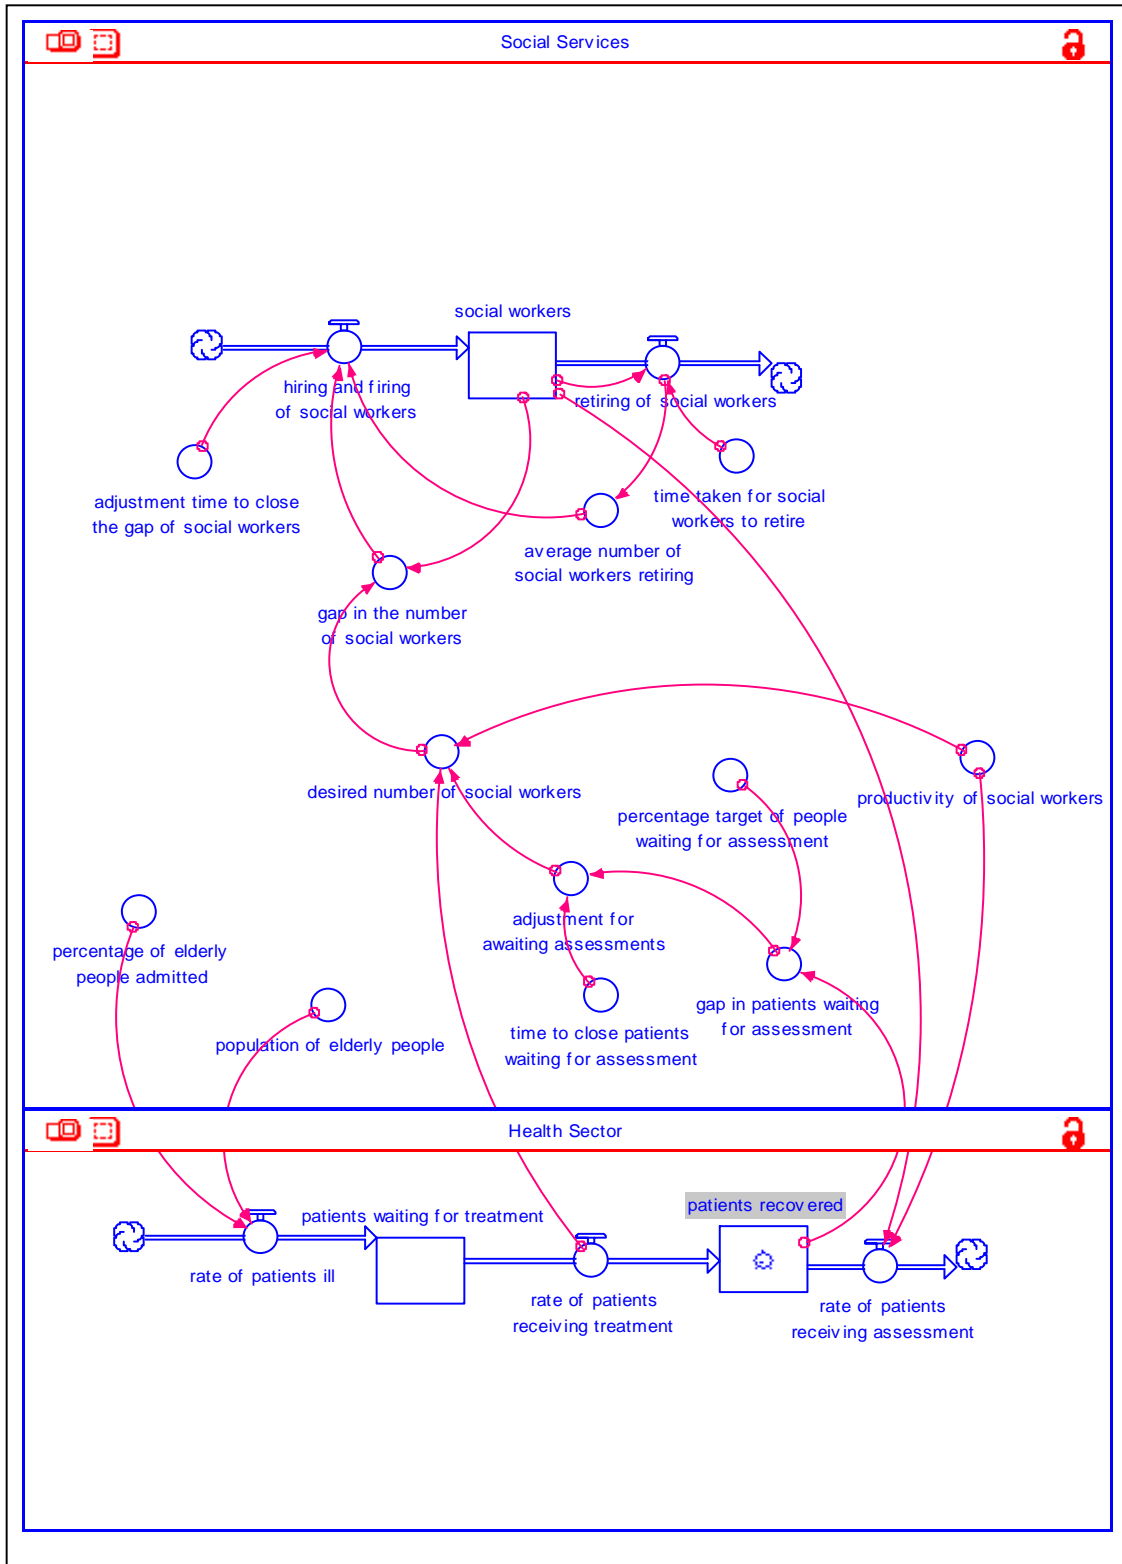 Social Services
social workers
hiring and firing
of social workers
retiring of social workers
adjustment time to close
the gap of social workers
time taken for social
workers to retire
average number of
social workers retiring
gap in the number
of social workers
desired number of social workers
percentage target of people
waiting for assessment
productivity of social workers
adjustment for
awaiting assessments
percentage of elderly
people admitted
gap in patients waiting
for assessment
time to close patients
waiting for assessment
population of elderly people
Health Sector
patients waiting for treatment
patients recovered
rate of patients ill
rate of patients
receiving treatment
rate of patients
receiving assessment